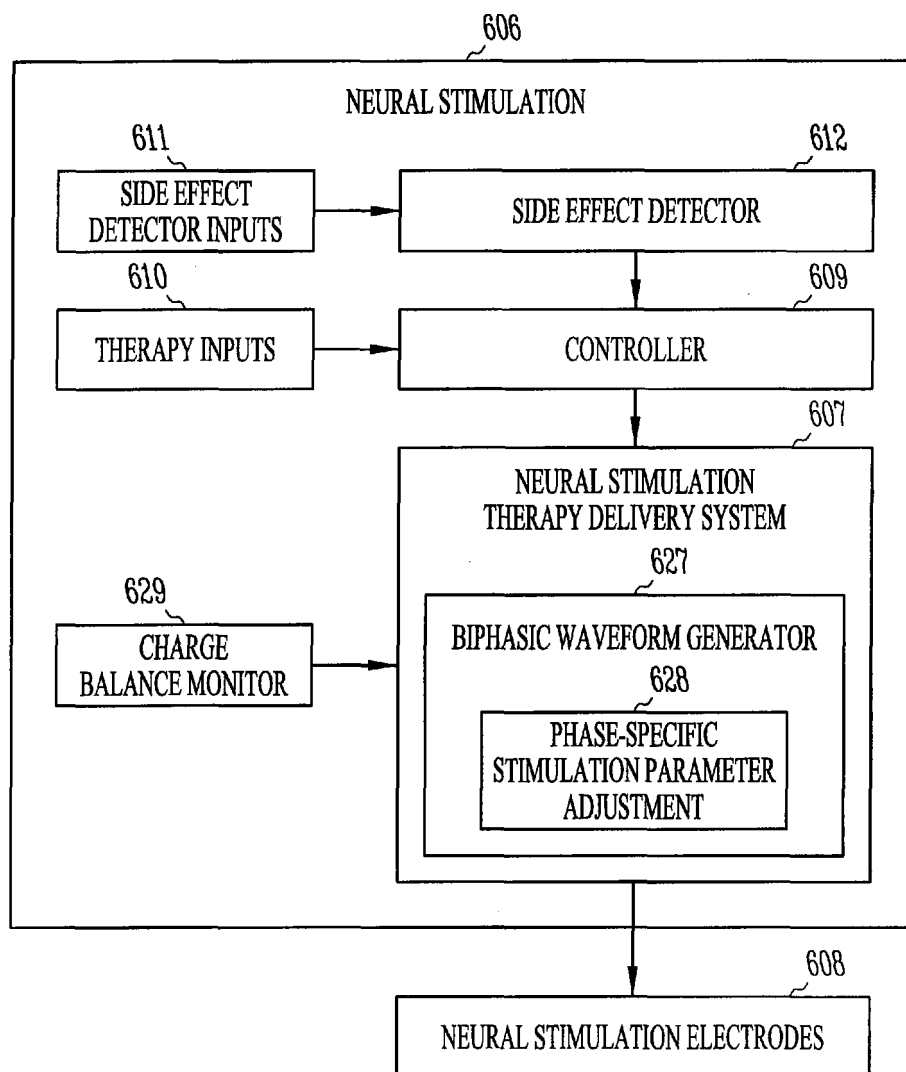 606
NEURAL STIMULATION
611
SIDE EFFECT
DETECTOR INPUTS
612
SIDE EFFECT DETECTOR
610
THERAPY INPUTS
609
CONTROLLER
607
NEURAL STIMULATION
THERAPY DELIVERY SYSTEM
627
BIPHASIC WAVEFORM GENERATOR
629
CHARGE
BALANCE MONITOR
628
PHASE-SPECIFIC
STIMULATION PARAMETER
ADJUSTMENT
608
NEURAL STIMULATION ELECTRODES